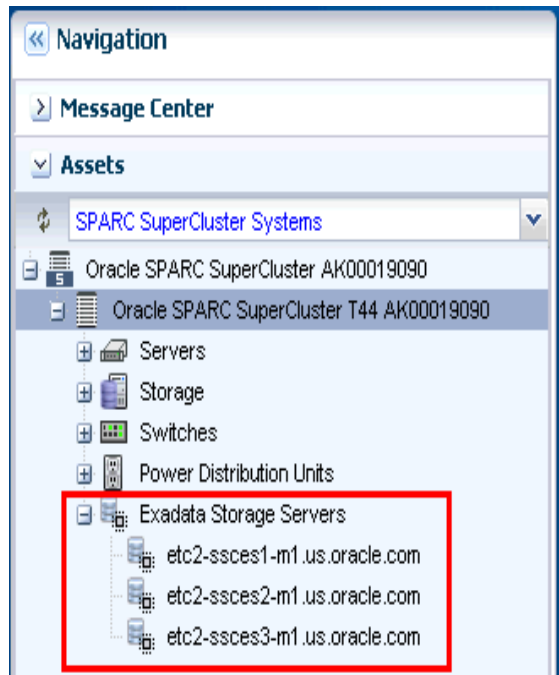 Navigation
Message Center
Assets
SPARC SuperCluster Systems
Oracle SPARC SuperCluster AK00019090
S
Oracle SPARC SuperCluster T44 AK00019090
Servers
Storage
Switches
Power Distribution Units
Exadata Storage Servers
etc2-ssces1-m1.us.oracle.com
etc2-ssces2-m1.us.oracle.com
etc2-ssces3-m1.us.oracle.com